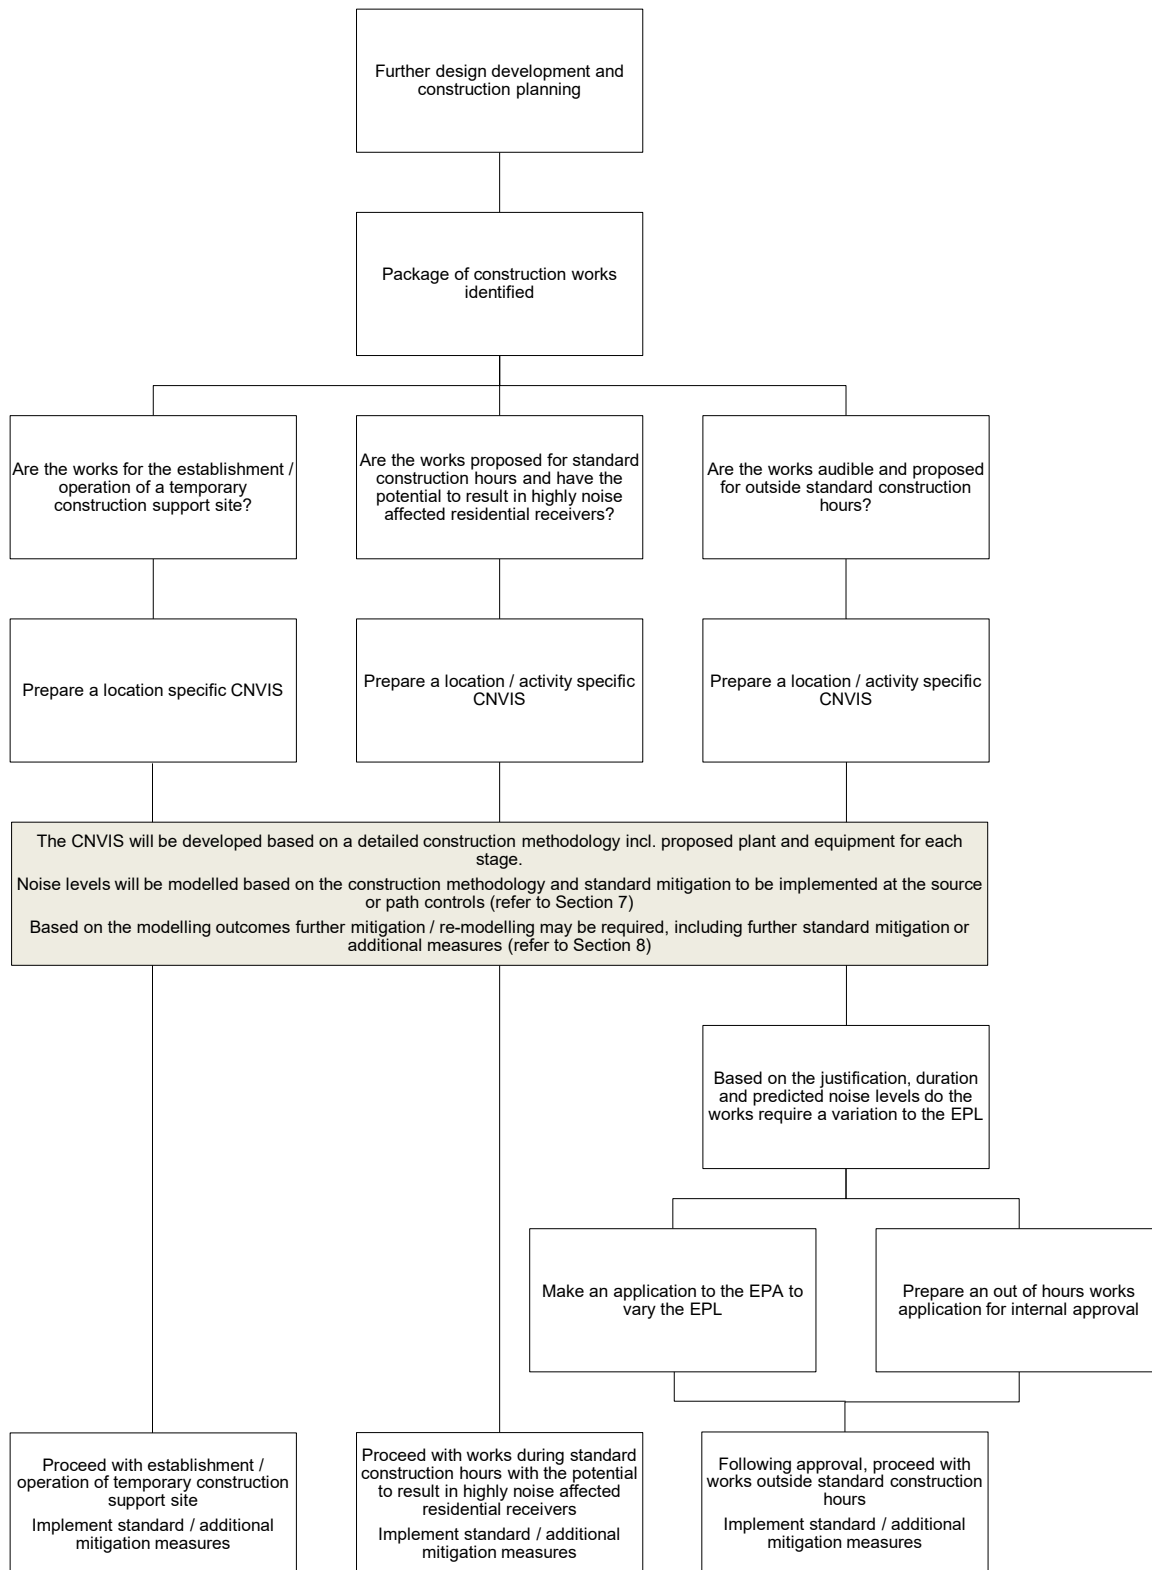 Further design development and
construction planning
Package of construction works
identified
Are the works for the establishment /
operation of a temporary
construction support site?
Are the works proposed for standard
construction hours and have the
potential to result in highly noise
affected residential receivers?
Are the works audible and proposed
for outside standard construction
hours?
Prepare a location specific CNVIS
Prepare a location / activity specific
CNVIS
Prepare a location / activity specific
CNVIS
The CNVIS will be developed based on a detailed construction methodology incl. proposed plant and equipment for each
stage.
Noise levels will be modelled based on the construction methodology and standard mitigation to be implemented at the source
or path controls (refer to Section 7)
Based on the modelling outcomes further mitigation / re-modelling may be required, including further standard mitigation or
additional measures (refer to Section 8)
Based on the justification, duration
and predicted noise levels do the
works require a variation to the EPL
Make an application to the EPA to
vary the EPL
Prepare an out of hours works
application for internal approval
Proceed with establishment /
operation of temporary construction
support site
Implement standard / additional
mitigation measures
Proceed with works during standard
construction hours with the potential
to result in highly noise affected
residential receivers
Implement standard / additional
mitigation measures
Following approval, proceed with
works outside standard construction
hours
Implement standard / additional
mitigation measures